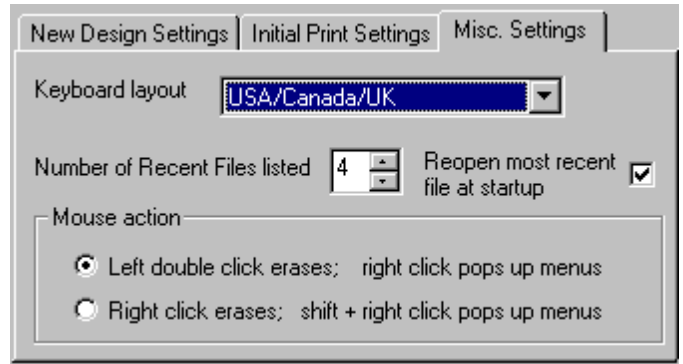 New Design Settings Initial Print Settings Misc. Settings
Keyboard layout USA/Canada/UK
Number of Recent Files listed 4 Reopen most recent
file at startup
Mouse action
Left double click erases; right click pops up menus
Right click erases; shift + right click pops up menus